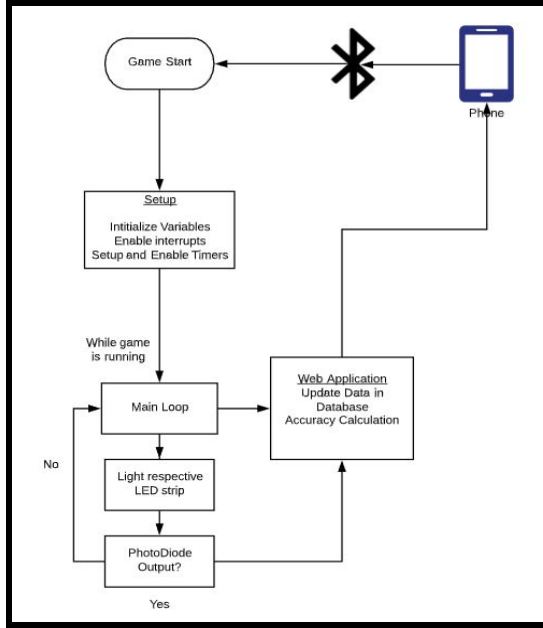 Game Start
Phone
Setup
Intitialize Variables
Enable interrupts
Setup and Enable Timers
While game
is running
Web Application
Update Data in
Database
Accuracy Calculation
Main Loop
No
Light respective
LED strip
PhotoDiode
Output?
Yes